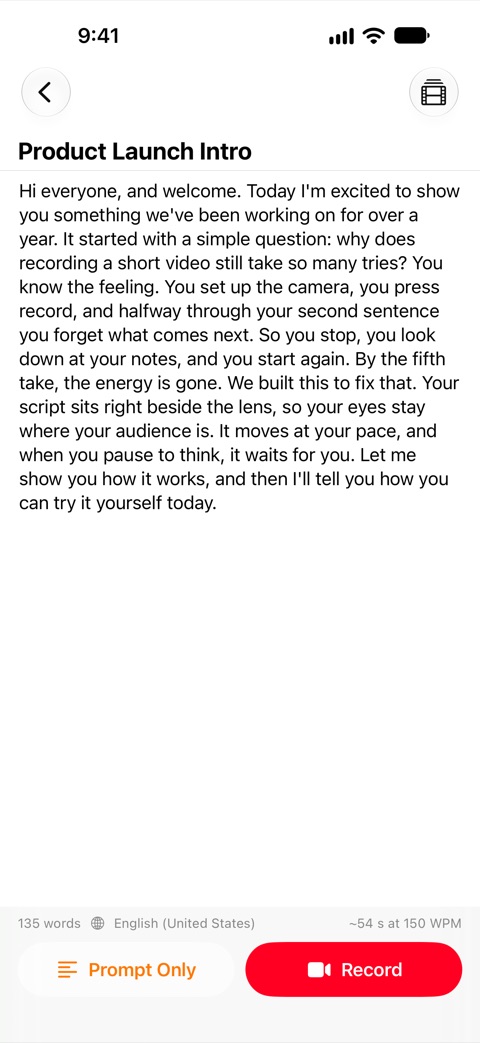 9:41
Product Launch Intro
Hi everyone, and welcome. Today I'm excited to show
you something we've been working on for over a
year. It started with a simple question: why does
recording a short video still take so many tries? You
know the feeling. You set up the camera, you press
record, and halfway through your second sentence
you forget what comes next. So you stop, you look
down at your notes, and you start again. By the fifth
take, the energy is gone. We built this to fix that. Your
script sits right beside the lens, so your eyes stay
where your audience is. It moves at your pace, and
when you pause to think, it waits for you. Let me
show you how it works, and then I'll tell you how you
can try it yourself today.
135 words English (United States) ~54 s at 150 WPM
Prompt Only Record